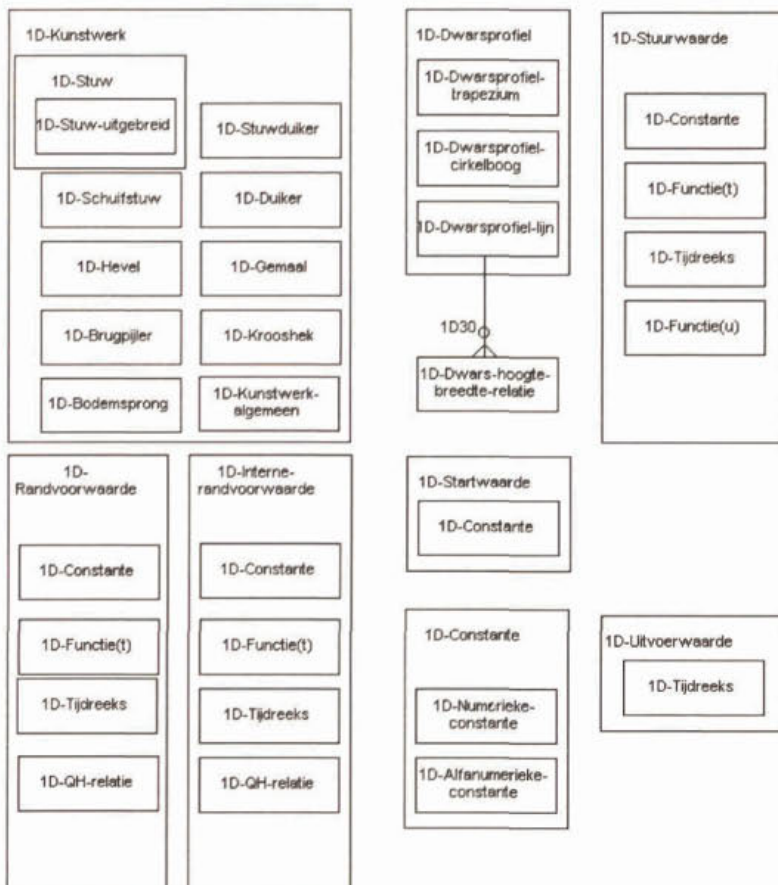 1D-Kunstwerk
1D-Stuw
1D-Stuw-uitgebreid
1D-Stuwduiker
1D-Schuifstuw
1D-Duiker
1D-Hevel
1D-Gemaal
1D-Brugpijler
1D-Krooshek
1D-Bodemsprong
1D-Kunstwerk-
algemeen
1D-Dwarsprofiel
1D-Dwarsprofiel-
trapezium
1D-Dwarsprofiel-
cirkelboog
1D-Dwarsprofiel-lijn
1D30
1D-Dwars-hoogte-
breedte-relatie
1D-Stuurwaarde
1D-Constante
1D-Functie(t)
1D-Tijdreeks
1D-Functie(u)
1D-
Randvoorwaarde
1D-Constante
1D-Functie(t)
1D-Tijdreeks
1D-QH-relatie
1D-Interne-
randvoorwaarde
1D-Constante
1D-Functie(t)
1D-Tijdreeks
1D-QH-relatie
1D-Startwaarde
1D-Constante
1D-Constante
1D-Numerieke-
constante
1D-Alfanumerieke-
constante
1D-Uitvoerwaarde
1D-Tijdreeks